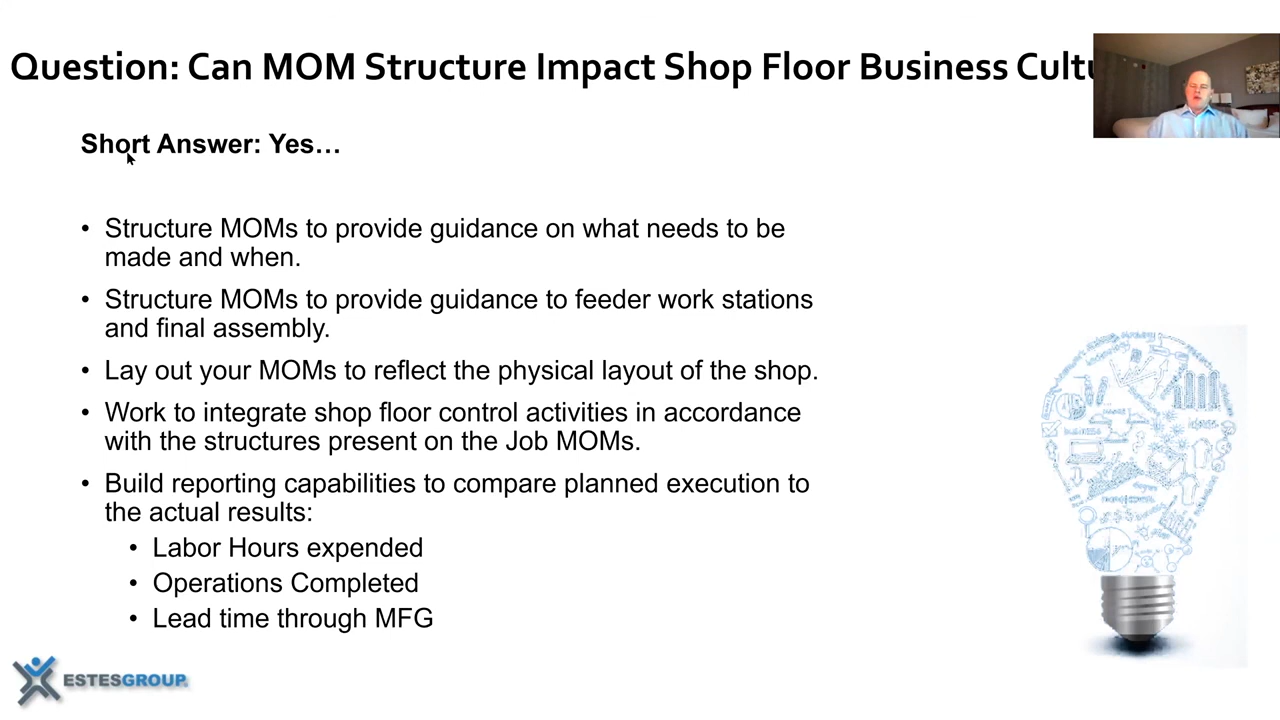 Question: Can MOM Structure Impact Shop Floor Business Cultu
Short Answer: Yes…
• Structure MOMs to provide guidance on what needs to be
made and when.
• Structure MOMs to provide guidance to feeder work stations
and final assembly.
• Lay out your MOMs to reflect the physical layout of the shop.
• Work to integrate shop floor control activities in accordance
with the structures present on the Job MOMs.
• Build reporting capabilities to compare planned execution to
the actual results:
• Labor Hours expended
• Operations Completed
• Lead time through MFG
ESTESGROUP